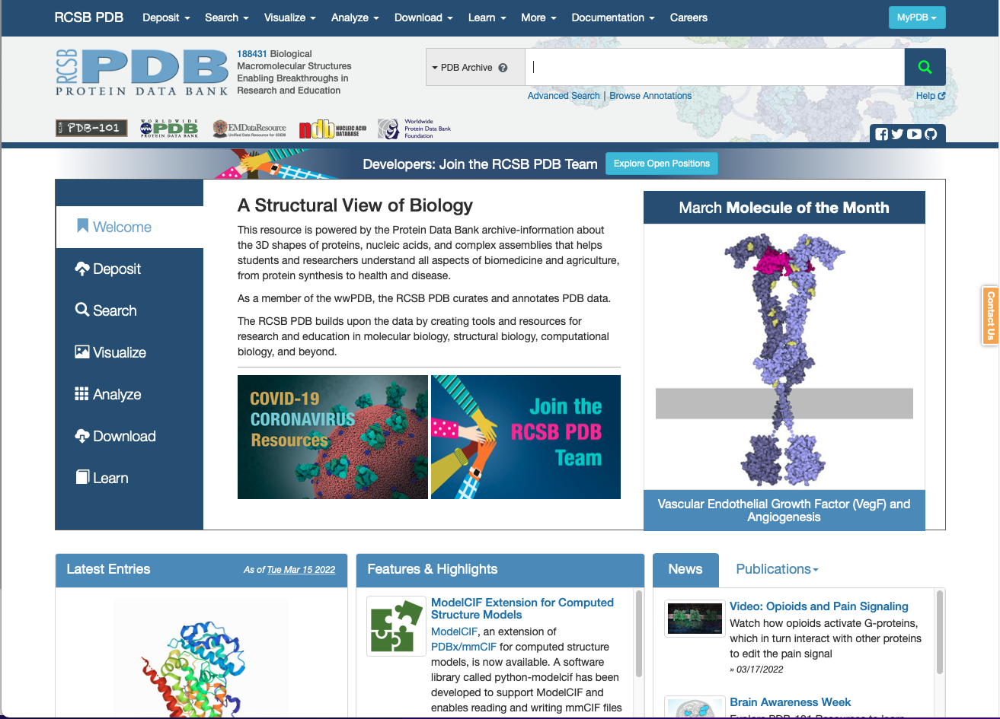 RCSB PDB Deposit Search Visualize Analyze Download Learn More Documentation Careers MyPDB
RCSB PDB
PROTEIN DATA BANK
188431 Biological
Macromolecular Structures
Enabling Breakthroughs in
Research and Education
PDB Archive
Advanced Search | Browse Annotations
Help
PDB-101
WORLDWIDE
PDB
PROTEIN DATA BANK
EMDataResource
Unified Data Resource for 3DEM
ndb NUCLEIC ACID
DATABASE
Worldwide
Protein Data Bank
Foundation
Developers: Join the RCSB PDB Team Explore Open Positions
Welcome
Deposit
Search
Visualize
Analyze
Download
Learn
A Structural View of Biology
This resource is powered by the Protein Data Bank archive-information about
the 3D shapes of proteins, nucleic acids, and complex assemblies that helps
students and researchers understand all aspects of biomedicine and agriculture,
from protein synthesis to health and disease.
As a member of the wwPDB, the RCSB PDB curates and annotates PDB data.
The RCSB PDB builds upon the data by creating tools and resources for
research and education in molecular biology, structural biology, computational
biology, and beyond.
COVID-19
CORONAVIRUS
Resources
Join the
RCSB PDB
Team
March Molecule of the Month
Vascular Endothelial Growth Factor (VegF) and
Angiogenesis
Contact Us
Latest Entries As of Tue Mar 15 2022
Features & Highlights
ModelCIF Extension for Computed
Structure Models
ModelCIF, an extension of
PDBx/mmCIF for computed structure
models, is now available. A software
library called python-modelcif has been
developed to support ModelCIF and
enables reading and writing mmCIF files
News Publications
Video: Opioids and Pain Signaling
Watch how opioids activate G-proteins,
which in turn interact with other proteins
to edit the pain signal
» 03/17/2022
Brain Awareness Week
Explore PDB-101 Resources to learn